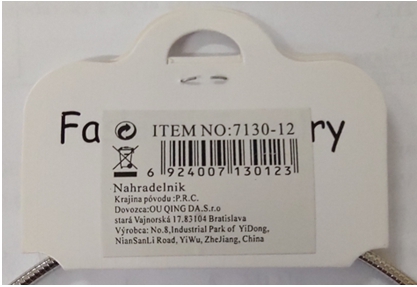 Fa ry
ITEM NO:7130-12
6 924007 130123
Nahradelnik
Krajina pôvodu :P.R.C.
Dovozca:OU QING DA.S.r.o
stará Vajnorská 17.83104 Bratislava
Výrobca: No.8,Industrial Park of YiDong,
NianSanLi Road, YiWu, ZheJiang, China